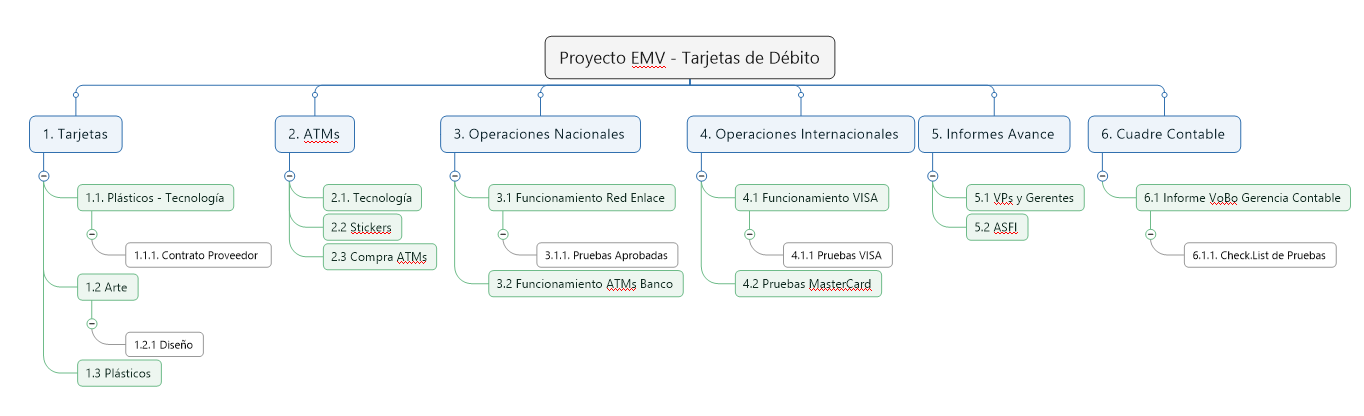 Proyecto EMV - Tarjetas de Débito
1. Tarjetas
1.1. Plásticos - Tecnología
1.1.1. Contrato Proveedor
1.2 Arte
1.2.1 Diseño
1.3 Plásticos
2. ATMs
2.1. Tecnología
2.2 Stickers
2.3 Compra ATMs
3. Operaciones Nacionales
3.1 Funcionamiento Red Enlace
3.1.1. Pruebas Aprobadas
3.2 Funcionamiento ATMs Banco
4. Operaciones Internacionales
4.1 Funcionamiento VISA
4.1.1 Pruebas VISA
4.2 Pruebas MasterCard
5. Informes Avance
5.1 VPs y Gerentes
5.2 ASFI
6. Cuadre Contable
6.1 Informe VoBo Gerencia Contable
6.1.1. Check.List de Pruebas